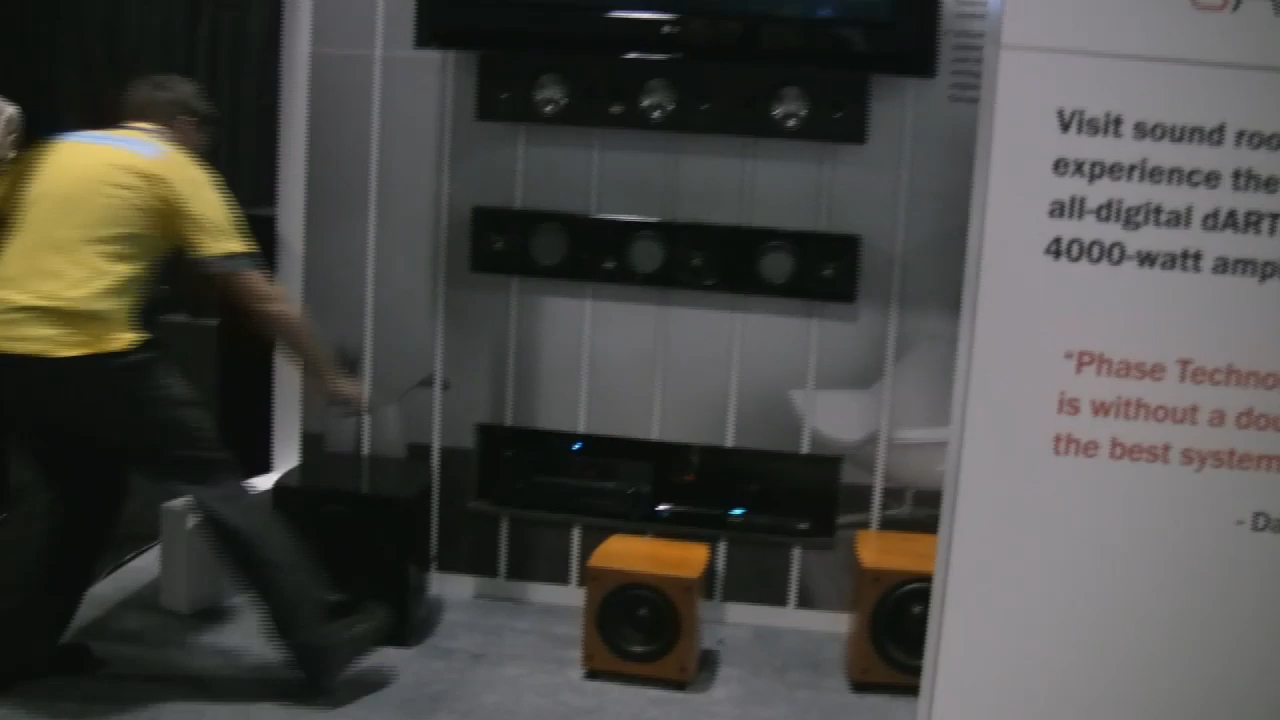 Visit sound roo
experience the
all-digital dART
4000-watt amp
"Phase Techno
is without a dou
the best system
- Da